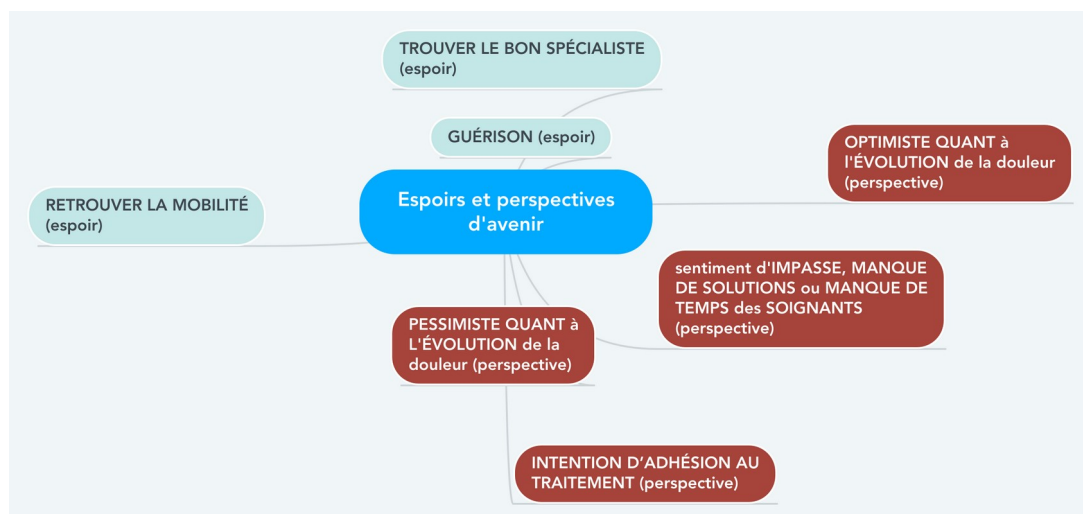 TROUVER LE BON SPÉCIALISTE
(espoir)
GUÉRISON (espoir)
OPTIMISTE QUANT à
l'ÉVOLUTION de la douleur
(perspective)
RETROUVER LA MOBILITÉ
(espoir)
Espoirs et perspectives
d'avenir
sentiment d'IMPASSE, MANQUE
DE SOLUTIONS ou MANQUE DE
TEMPS des SOIGNANTS
(perspective)
PESSIMISTE QUANT à
L'ÉVOLUTION de la
douleur (perspective)
INTENTION D’ADHÉSION AU
TRAITEMENT (perspective)